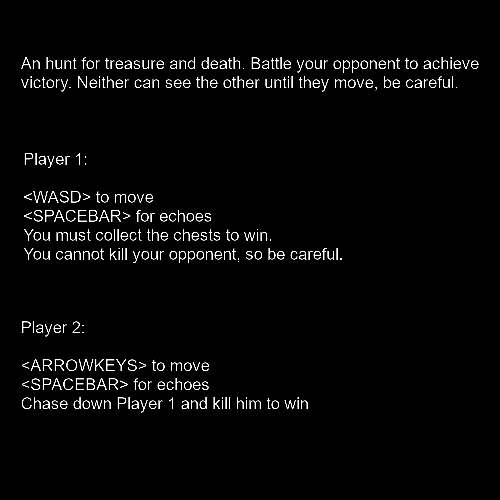 An hunt for treasure and death. Battle your opponent to achieve
victory. Neither can see the other until they move, be careful.
Player 1:
<WASD> to move
<SPACEBAR> for echoes
You must collect the chests to win.
You cannot kill your opponent, so be careful.
Player 2:
<ARROWKEYS> to move
<SPACEBAR> for echoes
Chase down Player 1 and kill him to win